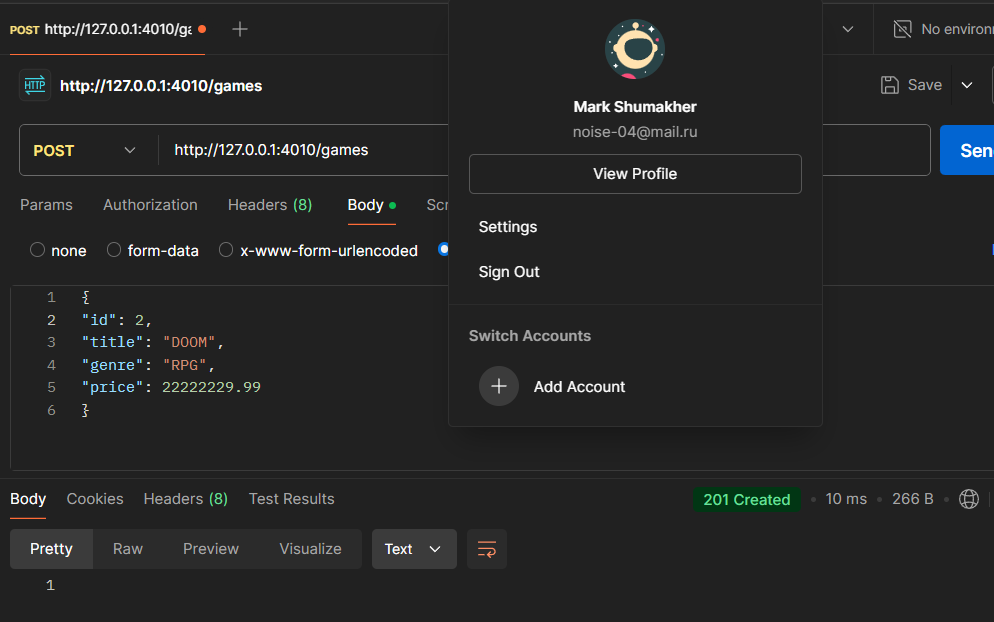 POST http://127.0.0.1:4010/ga
No environ
HTTP http://127.0.0.1:4010/games
Save
POST http://127.0.0.1:4010/games
Sen
Params Authorization Headers (8) Body Scr
none form-data x-www-form-urlencoded
1 {
2 "id": 2,
3 "title": "DOOM",
4 "genre": "RPG",
5 "price": 22222229.99
6 }
Mark Shumakher
noise-04@mail.ru
View Profile
Settings
Sign Out
Switch Accounts
Add Account
Body Cookies Headers (8) Test Results
201 Created 10 ms 266 B
Pretty Raw Preview Visualize Text
1